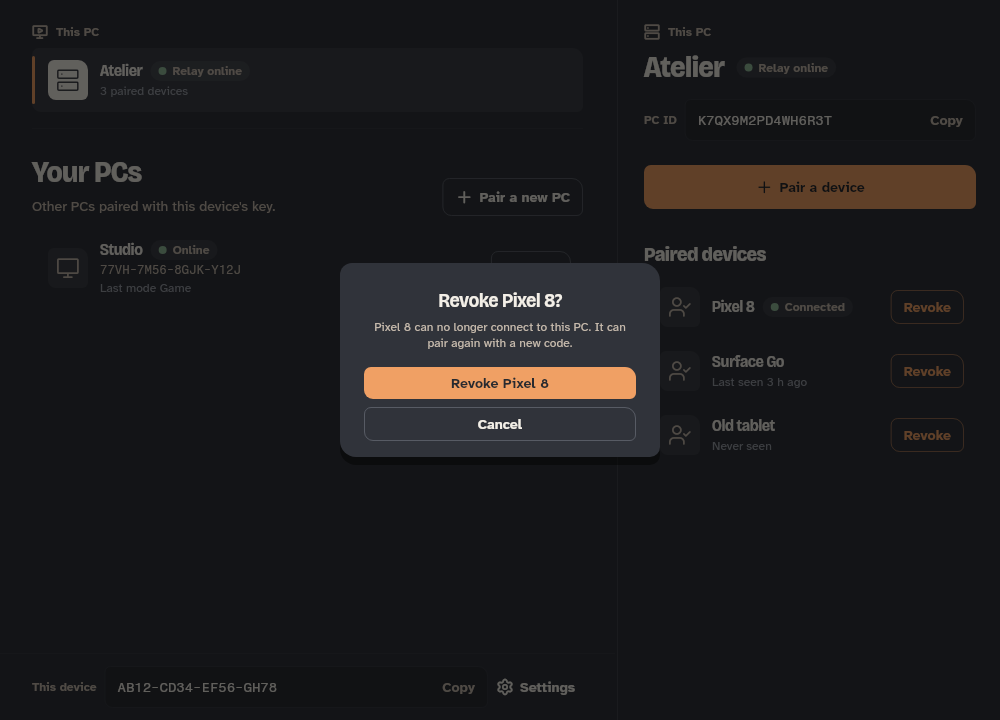 This PC
Atelier Relay online
3 paired devices
Your PCs
Other PCs paired with this device's key.
Pair a new PC
Studio Online
77VH-7M56-8GJK-Y12J
Last mode Game
This device AB12-CD34-EF56-GH78 Copy Settings
This PC
Atelier Relay online
PC ID K7QX9M2PD4WH6R3T Copy
Pair a device
Paired devices
Pixel 8 Connected Revoke
Surface Go
Last seen 3 h ago
Revoke
Old tablet
Never seen
Revoke
Revoke Pixel 8?
Pixel 8 can no longer connect to this PC. It can
pair again with a new code.
Revoke Pixel 8
Cancel